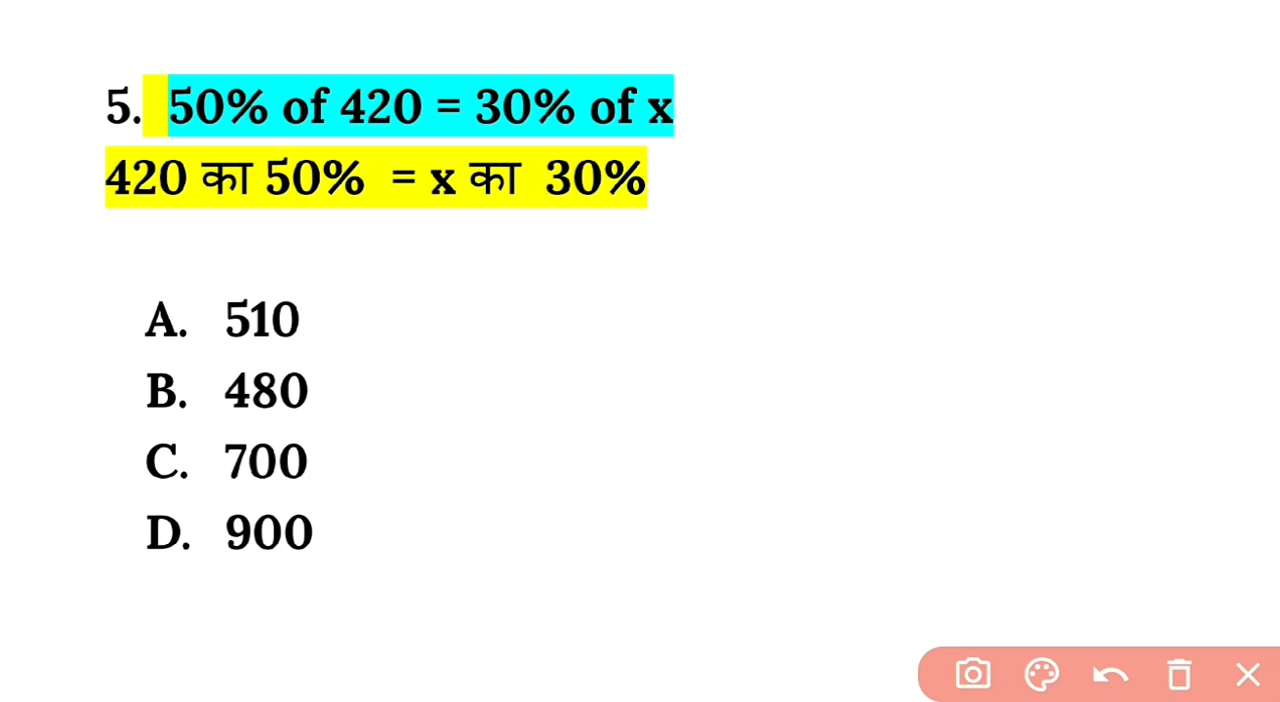 5. 50% of 420 = 30% of x
420 का 50% = x का 30%
A. 510
B. 480
C. 700
D. 900